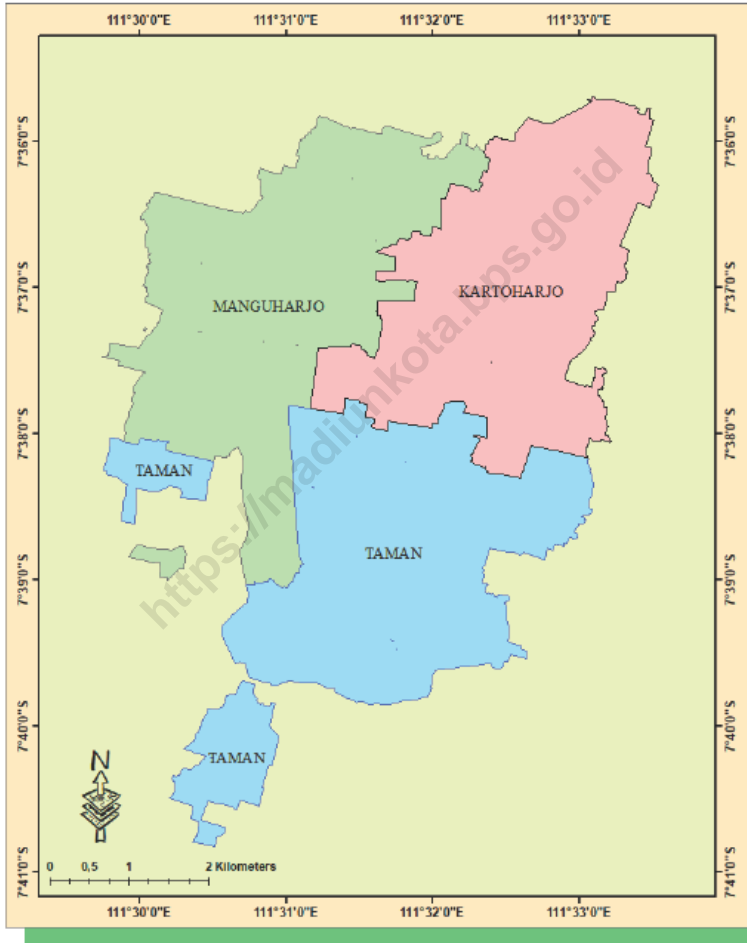 111°30'0"E 111°31'0"E 111°32'0"E 111°33'0"E
7°36'0"S 7°36'0"S
7°37'0"S 7°37'0"S
MANGUHARJO KARTOHARJO
7°38'0"S 7°38'0"S
TAMAN
TAMAN
7°39'0"S 7°39'0"S
https://madiunkota.bps.go.id
7°40'0"S 7°40'0"S
TAMAN
N
0 0,5 1 2 Kilometers
7°41'0"S 7°41'0"S
111°30'0"E 111°31'0"E 111°32'0"E 111°33'0"E